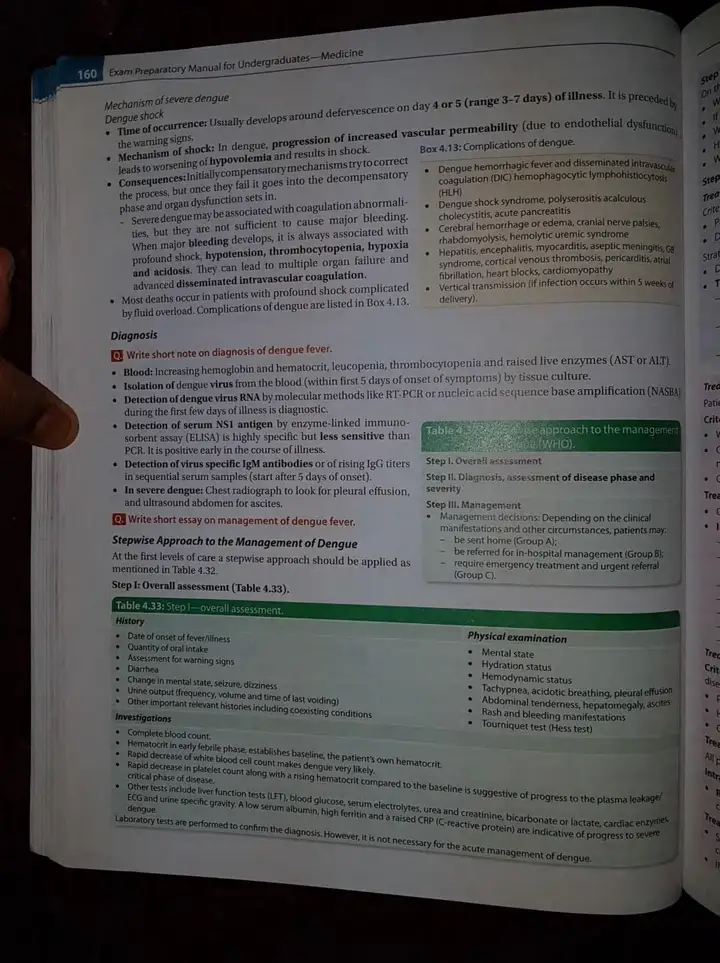 160 Exam Preparatory Manual for Undergraduates—Medicine
Mechanism of severe dengue
Dengue shock
• Time of occurrence: Usually develops around defervescence on day 4 or 5 (range 3–7 days) of illness. It is preceded by
the warning signs.
• Mechanism of shock: In dengue, progression of increased vascular permeability (due to endothelial dysfunction)
leads to worsening of hypovolemia and results in shock.
• Consequences: Initially compensatory mechanisms try to correct
the process, but once they fail it goes into the decompensatory
phase and organ dysfunction sets in.
– Severe dengue may be associated with coagulation abnormali-
ties, but they are not sufficient to cause major bleeding.
When major bleeding develops, it is always associated with
profound shock, hypotension, thrombocytopenia, hypoxia
and acidosis. They can lead to multiple organ failure and
advanced disseminated intravascular coagulation.
• Most deaths occur in patients with profound shock complicated
by fluid overload. Complications of dengue are listed in Box 4.13.
Box 4.13: Complications of dengue.
• Dengue hemorrhagic fever and disseminated intravascular
coagulation (DIC) hemophagocytic lymphohistiocytosis
(HLH)
• Dengue shock syndrome, polyserositis acalculous
cholecystitis, acute pancreatitis
• Cerebral hemorrhage or edema, cranial nerve palsies,
rhabdomyolysis, hemolytic uremic syndrome
• Hepatitis, encephalitis, myocarditis, aseptic meningitis, GB
syndrome, cortical venous thrombosis, pericarditis, atrial
fibrillation, heart blocks, cardiomyopathy
• Vertical transmission (if infection occurs within 5 weeks of
delivery).
Diagnosis
Q. Write short note on diagnosis of dengue fever.
• Blood: Increasing hemoglobin and hematocrit, leucopenia, thrombocytopenia and raised live enzymes (AST or ALT).
• Isolation of dengue virus from the blood (within first 5 days of onset of symptoms) by tissue culture.
• Detection of dengue virus RNA by molecular methods like RT-PCR or nucleic acid sequence base amplification (NASBA)
during the first few days of illness is diagnostic.
• Detection of serum NS1 antigen by enzyme-linked immuno-
sorbent assay (ELISA) is highly specific but less sensitive than
PCR. It is positive early in the course of illness.
• Detection of virus specific IgM antibodies or of rising IgG titers
in sequential serum samples (start after 5 days of onset).
• In severe dengue: Chest radiograph to look for pleural effusion,
and ultrasound abdomen for ascites.
Q. Write short essay on management of dengue fever.
Stepwise Approach to the Management of Dengue
At the first levels of care a stepwise approach should be applied as
mentioned in Table 4.32.
Step I: Overall assessment (Table 4.33).
Table 4.3 approach to the management
(WHO).
Step I. Overall assessment
Step II. Diagnosis, assessment of disease phase and
severity
Step III. Management
• Management decisions: Depending on the clinical
manifestations and other circumstances, patients may:
– be sent home (Group A);
– be referred for in-hospital management (Group B);
– require emergency treatment and urgent referral
(Group C).
Table 4.33: Step I—overall assessment.
History
• Date of onset of fever/illness
• Quantity of oral intake
• Assessment for warning signs
• Diarrhea
• Change in mental state, seizure, dizziness
• Urine output (frequency, volume and time of last voiding)
• Other important relevant histories including coexisting conditions
Physical examination
• Mental state
• Hydration status
• Hemodynamic status
• Tachypnea, acidotic breathing, pleural effusion
• Abdominal tenderness, hepatomegaly, ascites
• Rash and bleeding manifestations
• Tourniquet test (Hess test)
Investigations
• Complete blood count.
• Hematocrit in early febrile phase, establishes baseline, the patient's own hematocrit.
• Rapid decrease of white blood cell count makes dengue very likely.
• Rapid decrease in platelet count along with a rising hematocrit compared to the baseline is suggestive of progress to the plasma leakage/
critical phase of disease.
• Other tests include liver function tests (LFT), blood glucose, serum electrolytes, urea and creatinine, bicarbonate or lactate, cardiac enzymes,
ECG and urine specific gravity. A low serum albumin, high ferritin and a raised CRP (C-reactive protein) are indicative of progress to severe
dengue.
Laboratory tests are performed to confirm the diagnosis. However, it is not necessary for the acute management of dengue.